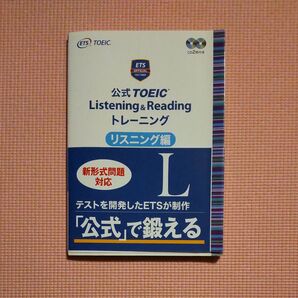 ETS TOEIC
CD2枚付き
ETS
OFFICIAL
公式 TOEIC
Listening & Reading
トレーニング
リスニング編
新形式問題
対応
L
テストを開発したETSが制作
「公式」で鍛える